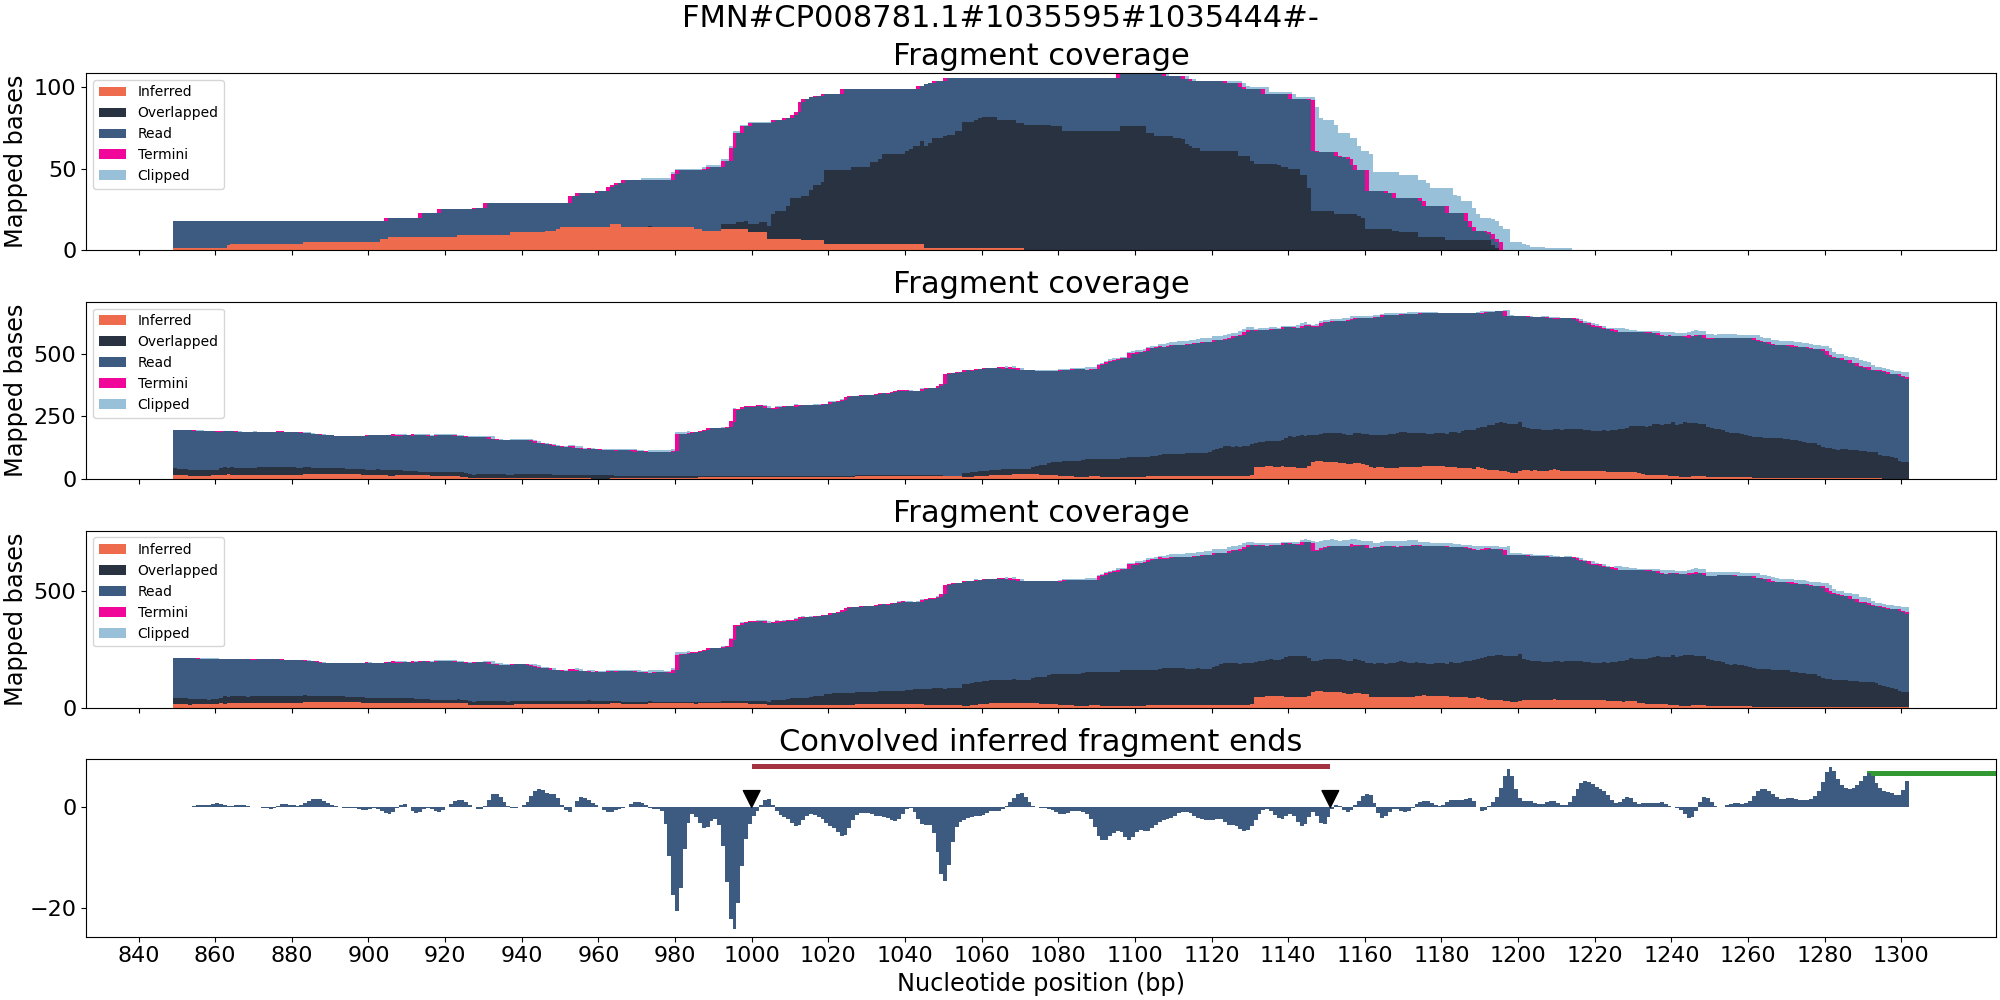 FMN#CP008781.1#1035595#1035444#-
Fragment coverage
Mapped bases
100
50
0
Inferred
Overlapped
Read
Termini
Clipped
Fragment coverage
Mapped bases
500
250
0
Inferred
Overlapped
Read
Termini
Clipped
Fragment coverage
Mapped bases
500
0
Inferred
Overlapped
Read
Termini
Clipped
Convolved inferred fragment ends
0
−20
840 860 880 900 920 940 960 980 1000 1020 1040 1060 1080 1100 1120 1140 1160 1180 1200 1220 1240 1260 1280 1300
Nucleotide position (bp)